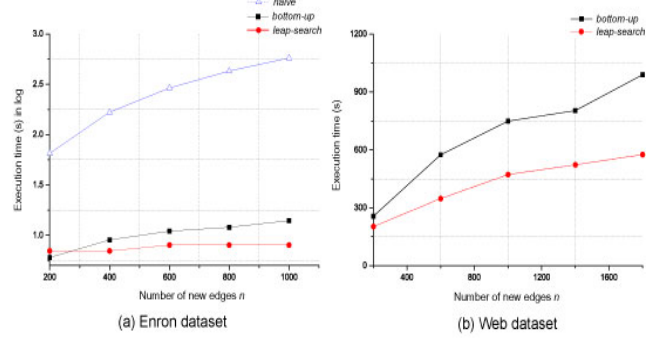 naive
bottom-up
leap-search
3.0
2.5
2.0
1.5
1.0
Execution time (s) in log
200
400
600
800
1000
Number of new edges n
(a) Enron dataset
bottom-up
leap-search
1200
900
600
300
0
Execution time (s)
400
800
1200
1600
Number of new edges n
(b) Web dataset